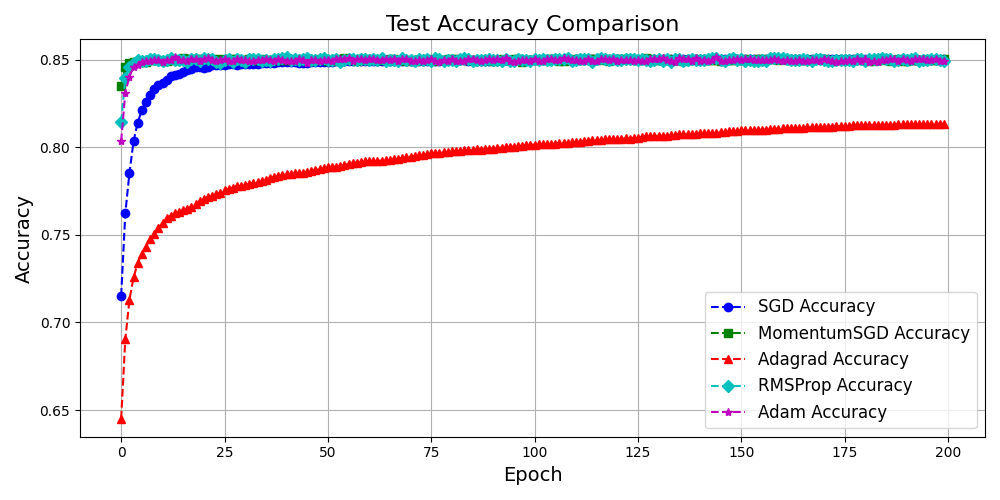 Test Accuracy Comparison
Accuracy
0.85
0.80
0.75
0.70
0.65
SGD Accuracy
MomentumSGD Accuracy
Adagrad Accuracy
RMSProp Accuracy
Adam Accuracy
0 25 50 75 100 125 150 175 200
Epoch